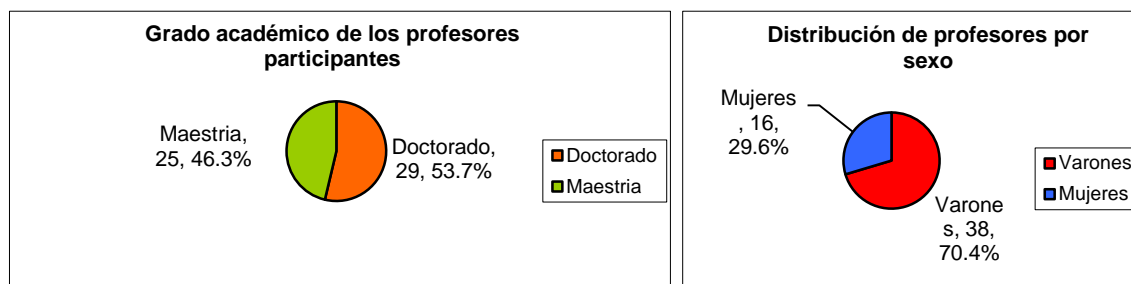 Grado académico de los profesores
participantes
Maestria,
25, 46.3%
Doctorado,
29, 53.7%
Doctorado
Maestria
Distribución de profesores por
sexo
Mujeres
, 16,
29.6%
Varone
s, 38,
70.4%
Varones
Mujeres